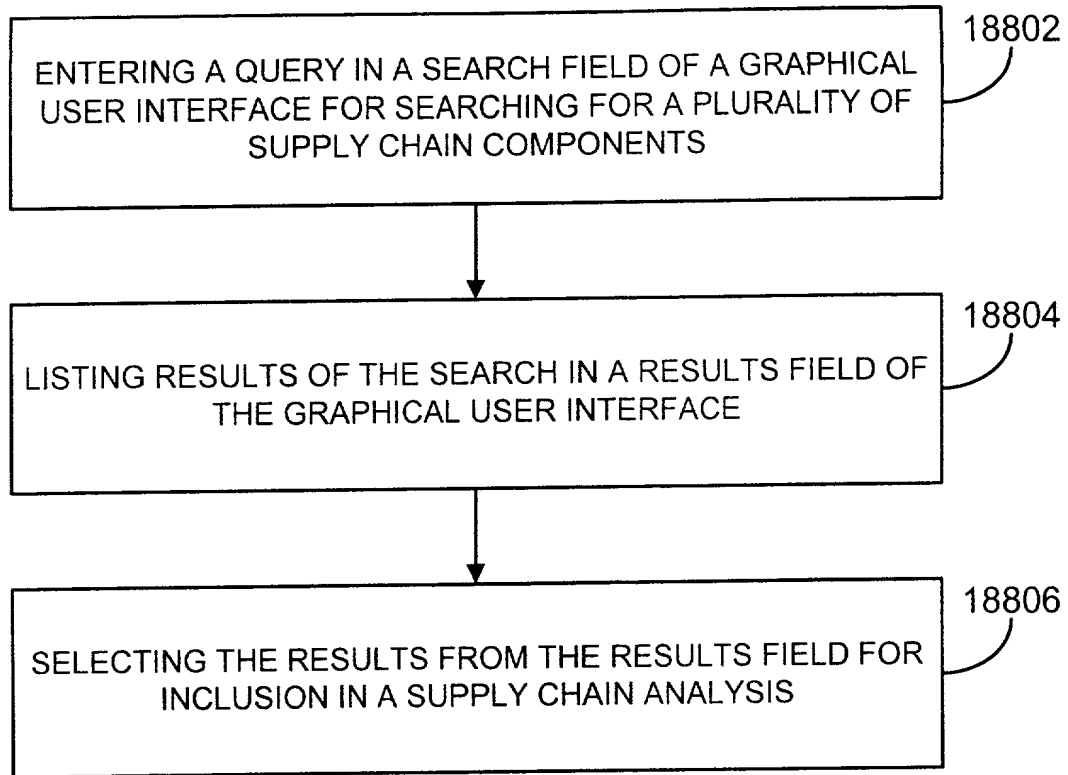 18802
ENTERING A QUERY IN A SEARCH FIELD OF A GRAPHICAL
USER INTERFACE FOR SEARCHING FOR A PLURALITY OF
SUPPLY CHAIN COMPONENTS
18804
LISTING RESULTS OF THE SEARCH IN A RESULTS FIELD OF
THE GRAPHICAL USER INTERFACE
18806
SELECTING THE RESULTS FROM THE RESULTS FIELD FOR
INCLUSION IN A SUPPLY CHAIN ANALYSIS